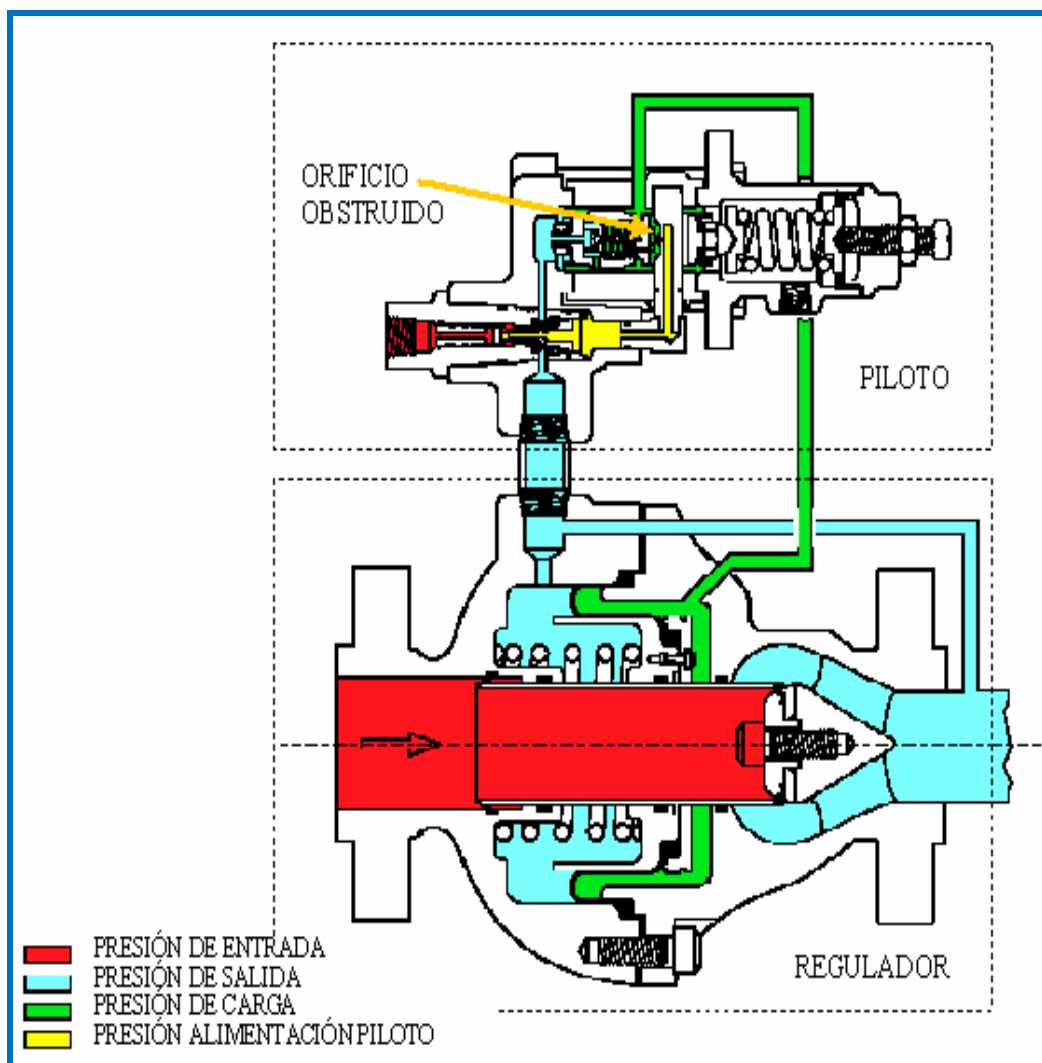 ORIFICIO
OBSTRUIDO
PILOTO
PRESIÓN DE ENTRADA
PRESIÓN DE SALIDA
PRESIÓN DE CARGA
PRESIÓN ALIMENTACIÓN PILOTO
REGULADOR